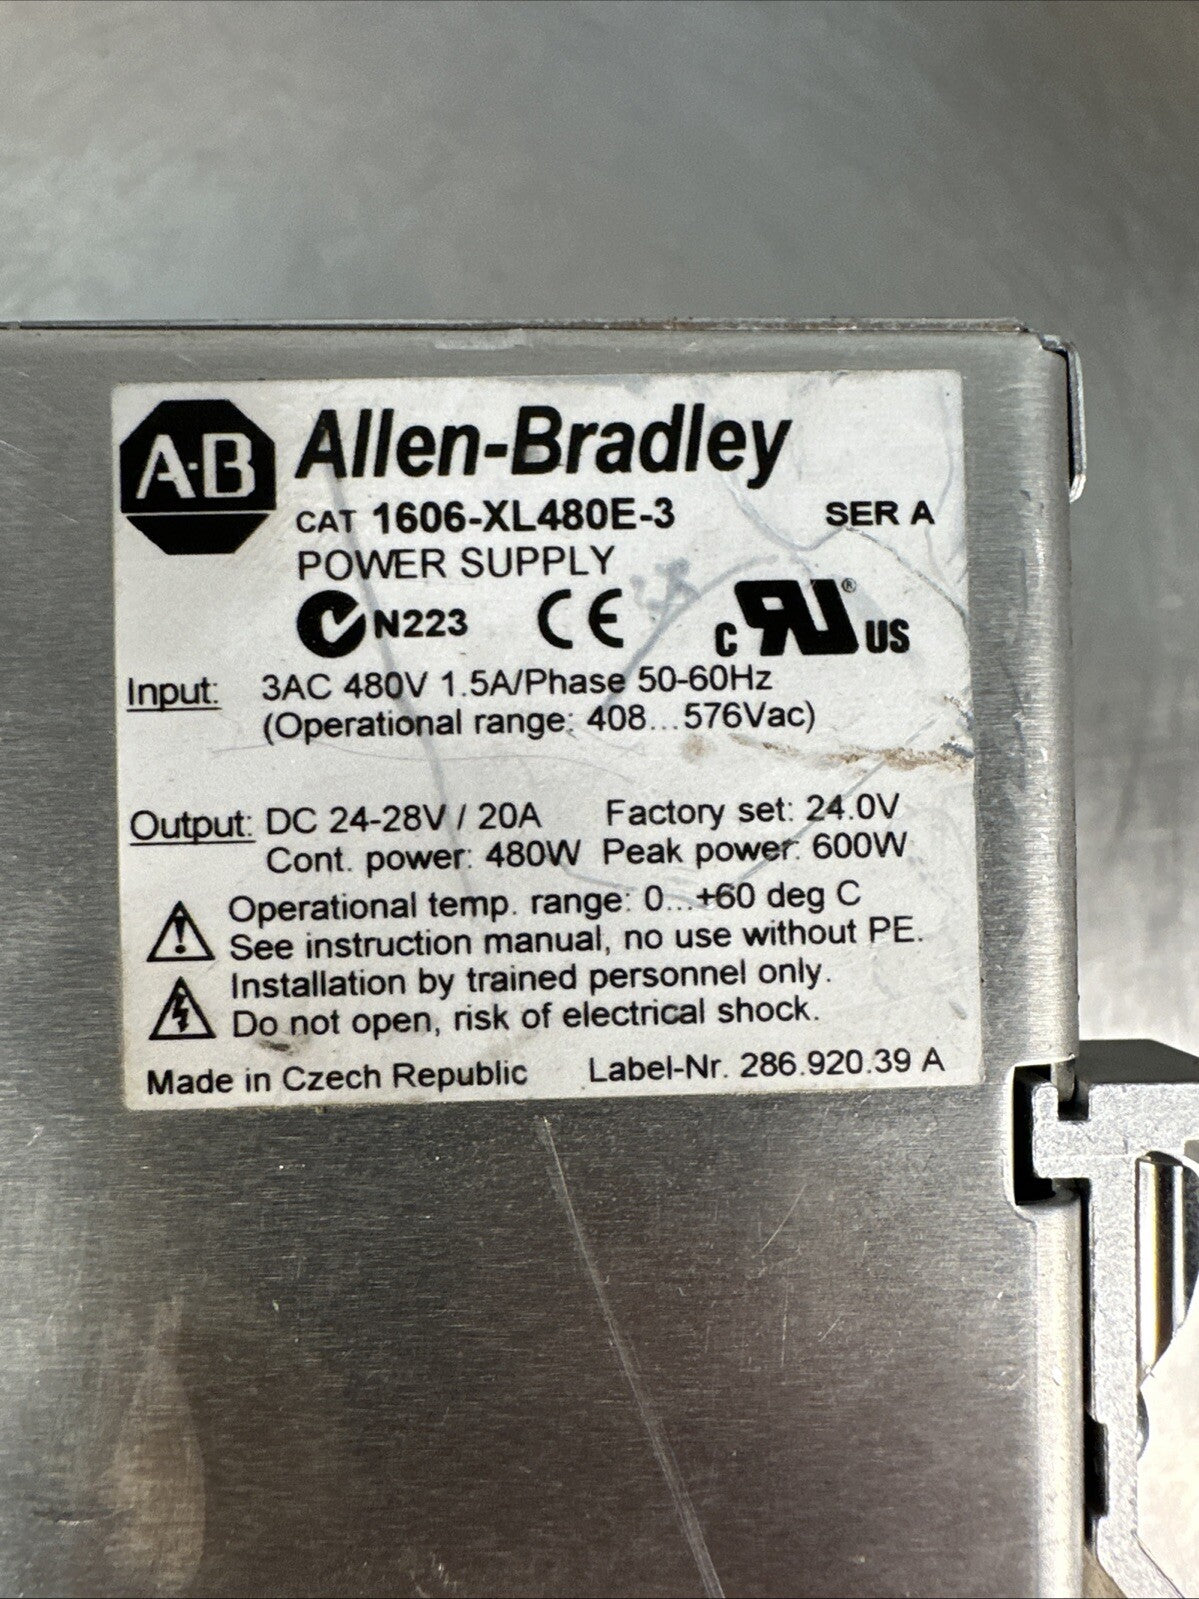 A-B Allen-Bradley
CAT 1606-XL480E-3 SER A
POWER SUPPLY
N223 CE C RU ® US
Input: 3AC 480V 1.5A/Phase 50-60Hz
(Operational range: 408...576Vac)
Output: DC 24-28V / 20A Factory set: 24.0V
Cont. power: 480W Peak power: 600W
Operational temp. range: 0...+60 deg C
See instruction manual, no use without PE.
Installation by trained personnel only.
Do not open, risk of electrical shock.
Made in Czech Republic Label-Nr. 286.920.39 A